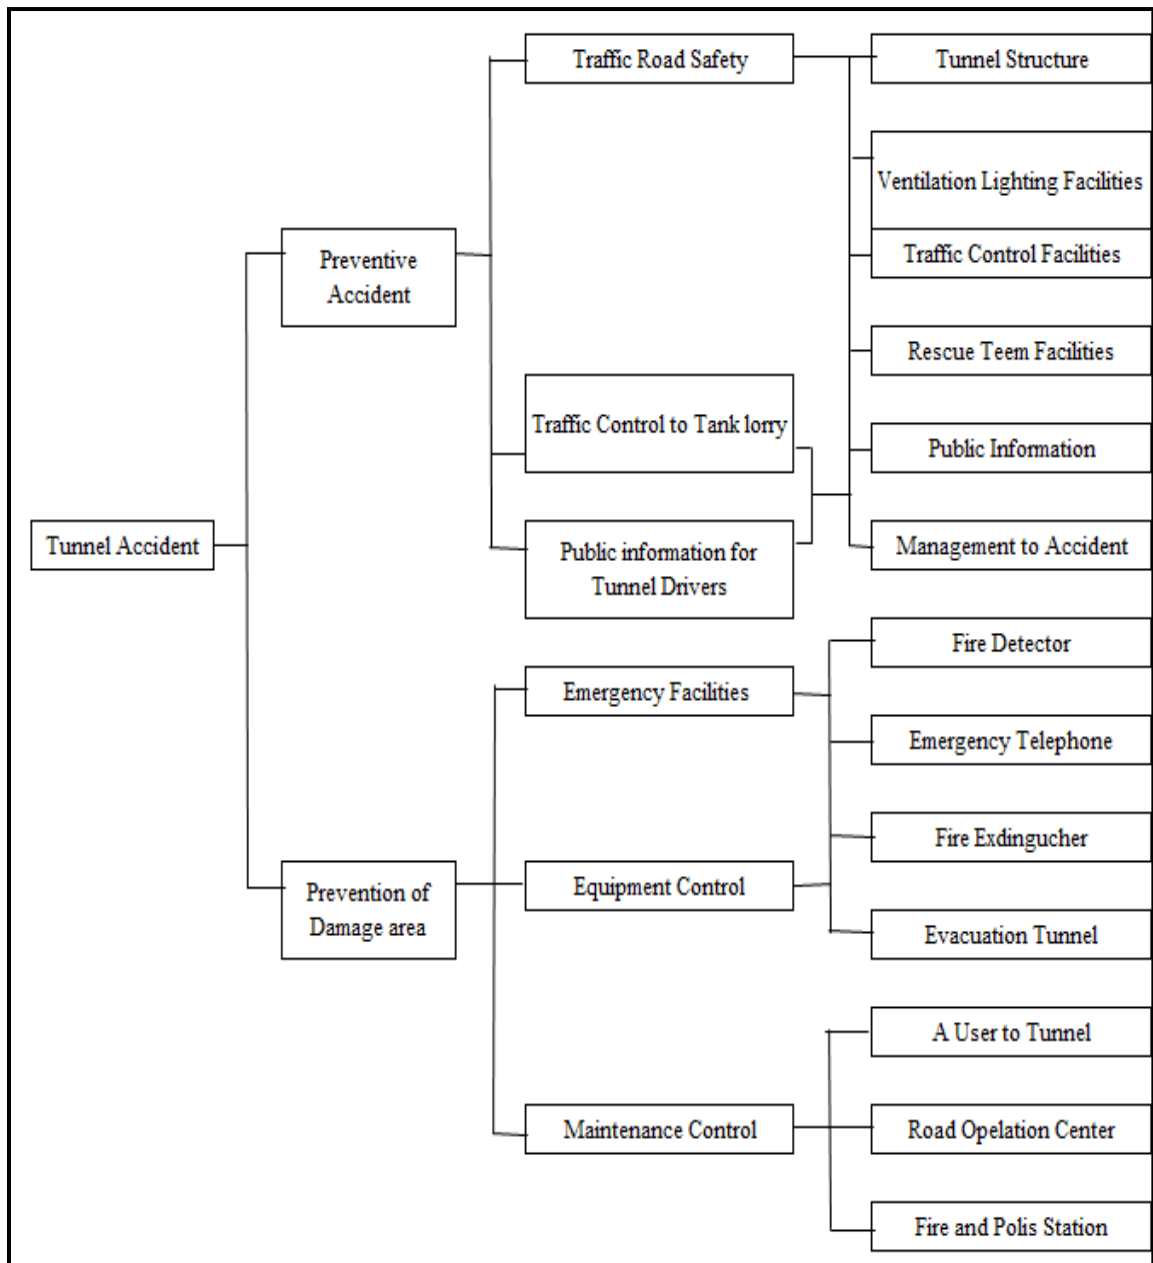 Traffic Road Safety
Tunnel Structure
Ventilation Lighting Facilities
Preventive
Accident
Traffic Control Facilities
Rescue Teem Facilities
Traffic Control to Tank lorry
Public Information
Tunnel Accident
Public information for
Tunnel Drivers
Management to Accident
Fire Detector
Emergency Facilities
Emergency Telephone
Fire Exdingucher
Prevention of
Damage area
Equipment Control
Evacuation Tunnel
A User to Tunnel
Maintenance Control
Road Opelation Center
Fire and Polis Station